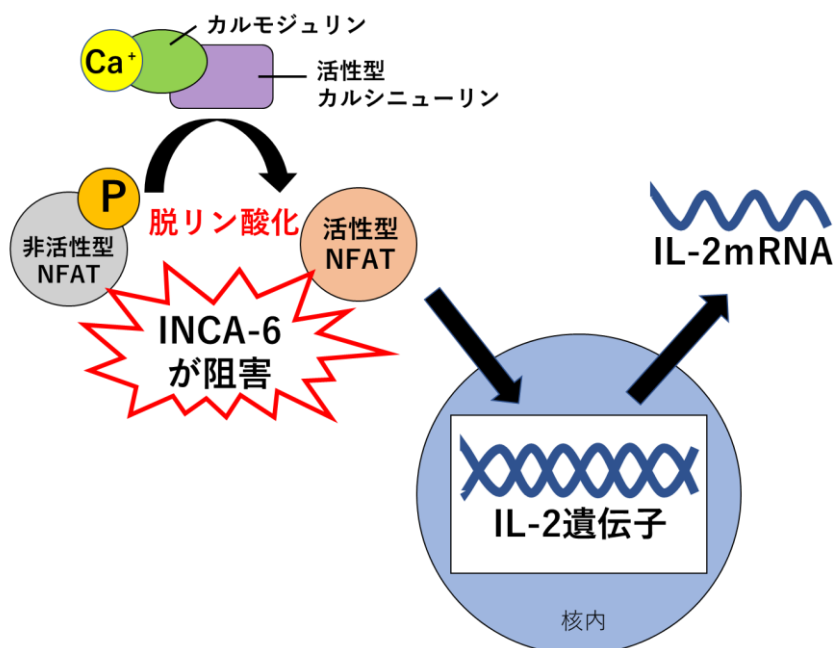 カルモジュリン
Ca⁺
活性型
カルシニューリン
P
脱リン酸化
非活性型
NFAT
活性型
NFAT
INCA-6
が阻害
IL-2mRNA
IL-2遺伝子
核内